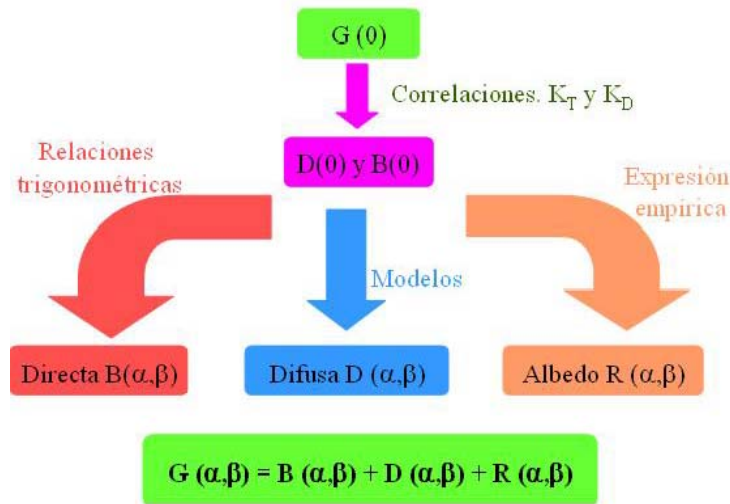 G (0)
Correlaciones. K_T y K_D
Relaciones
trigonométricas
D(0) y B(0)
Expresión
empírica
Modelos
Directa B(α,β)
Difusa D (α,β)
Albedo R (α,β)
G (α,β) = B (α,β) + D (α,β) + R (α,β)